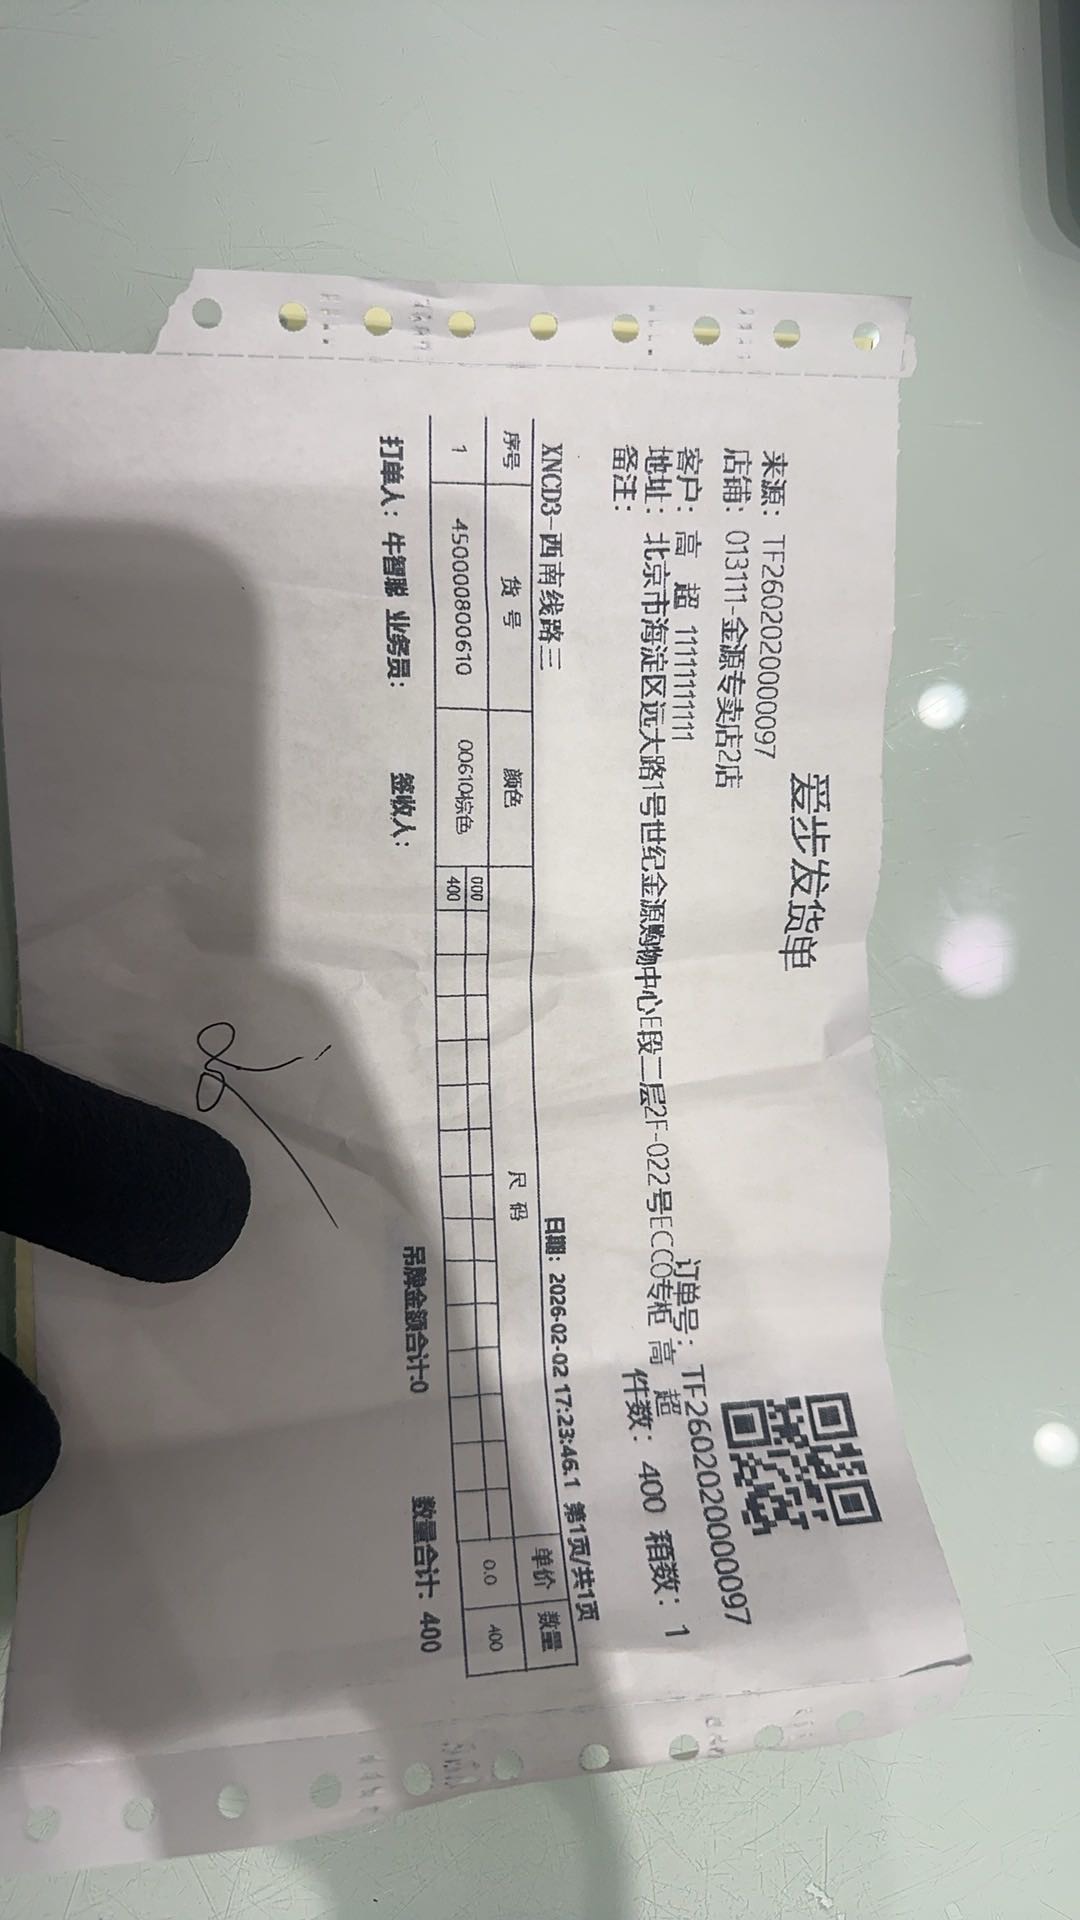 爱步发货单
来源: TF2602020000097
店铺: 013111-金源专卖店2店
订单号: TF2602020000097
客户: 高 超 11111111111
地址: 北京市海淀区远大路1号世纪金源购物中心E段二层2F-022号ECCO专柜 高 超
备注:
件数: 400 箱数: 1
XNCD3-西南线路三
日期: 2026-02-02 17:23:46.1 第1页/共1页
序号 货号 颜色 尺码 单价 数量
000
1 450000800610 00610棕色 400 0.0 400
打单人: 牛智聪 业务员: 签收人: 吊牌金额合计:0 数量合计: 400